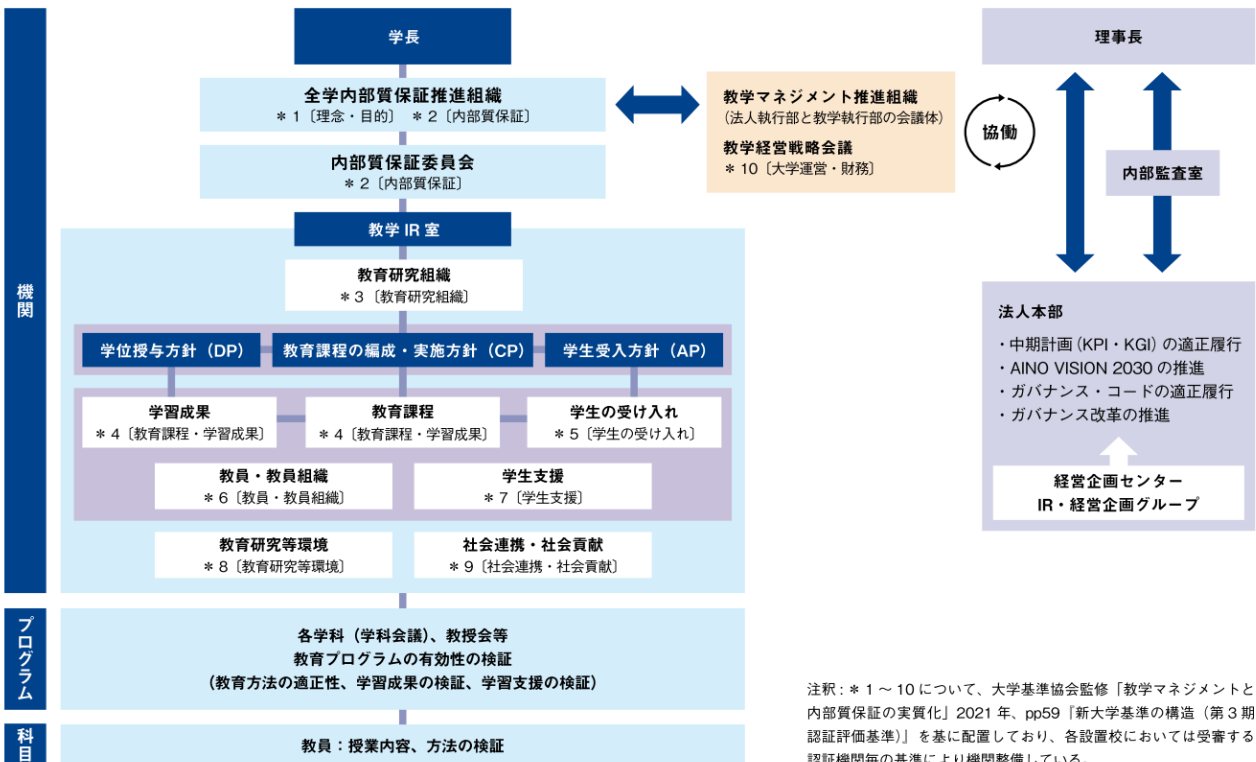 機関
学長
全学内部質保証推進組織
＊1〔理念・目的〕 ＊2〔内部質保証〕
内部質保証委員会
＊2〔内部質保証〕
教学IR室
教育研究組織
＊3〔教育研究組織〕
学位授与方針（DP）
教育課程の編成・実施方針（CP）
学生受入方針（AP）
学習成果
＊4〔教育課程・学習成果〕
教育課程
＊4〔教育課程・学習成果〕
学生の受け入れ
＊5〔学生の受け入れ〕
教員・教員組織
＊6〔教員・教員組織〕
学生支援
＊7〔学生支援〕
教育研究等環境
＊8〔教育研究等環境〕
社会連携・社会貢献
＊9〔社会連携・社会貢献〕
教学マネジメント推進組織
（法人執行部と教学執行部の会議体）
教学経営戦略会議
＊10〔大学運営・財務〕
協働
理事長
内部監査室
法人本部
・中期計画（KPI・KGI）の適正履行
・AINO VISION 2030 の推進
・ガバナンス・コードの適正履行
・ガバナンス改革の推進
経営企画センター
IR・経営企画グループ
プログラム
各学科（学科会議）、教授会等
教育プログラムの有効性の検証
（教育方法の適正性、学習成果の検証、学習支援の検証）
科目
教員：授業内容、方法の検証
注釈：＊1～10について、大学基準協会監修「教学マネジメントと
内部質保証の実質化」2021年、pp59『新大学基準の構造（第3期
認証評価基準）』を基に配置しており、各設置校においては受審する
認証機関毎の基準により機関整備している。